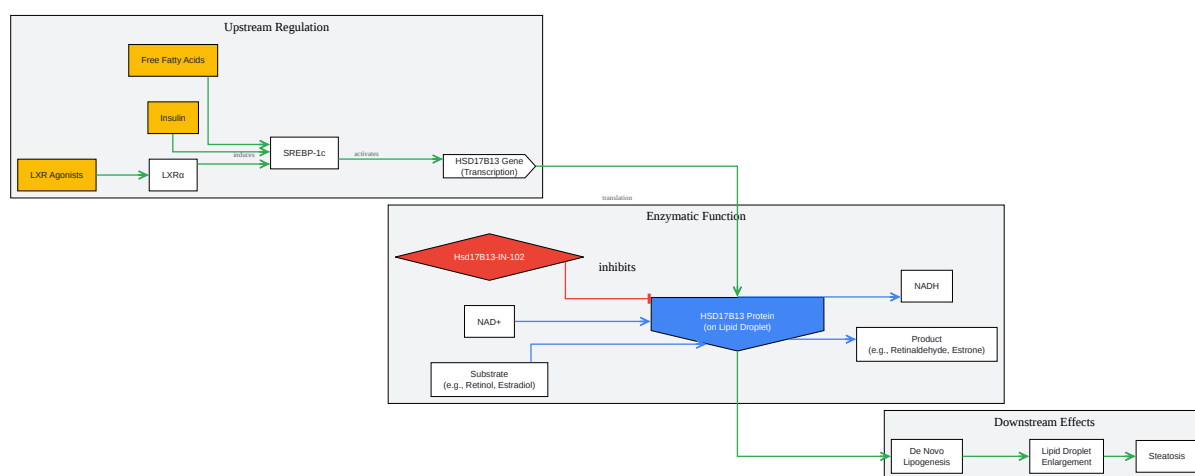 Upstream Regulation
Free Fatty Acids
Insulin
LXR Agonists
LXRα
induces
SREBP-1c
activates
HSD17B13 Gene
(Transcription)
translation
Enzymatic Function
Hsd17B13-IN-102
inhibits
NAD+
Substrate
(e.g., Retinol, Estradiol)
HSD17B13 Protein
(on Lipid Droplet)
NADH
Product
(e.g., Retinaldehyde, Estrone)
Downstream Effects
De Novo
Lipogenesis
Lipid Droplet
Enlargement
Steatosis